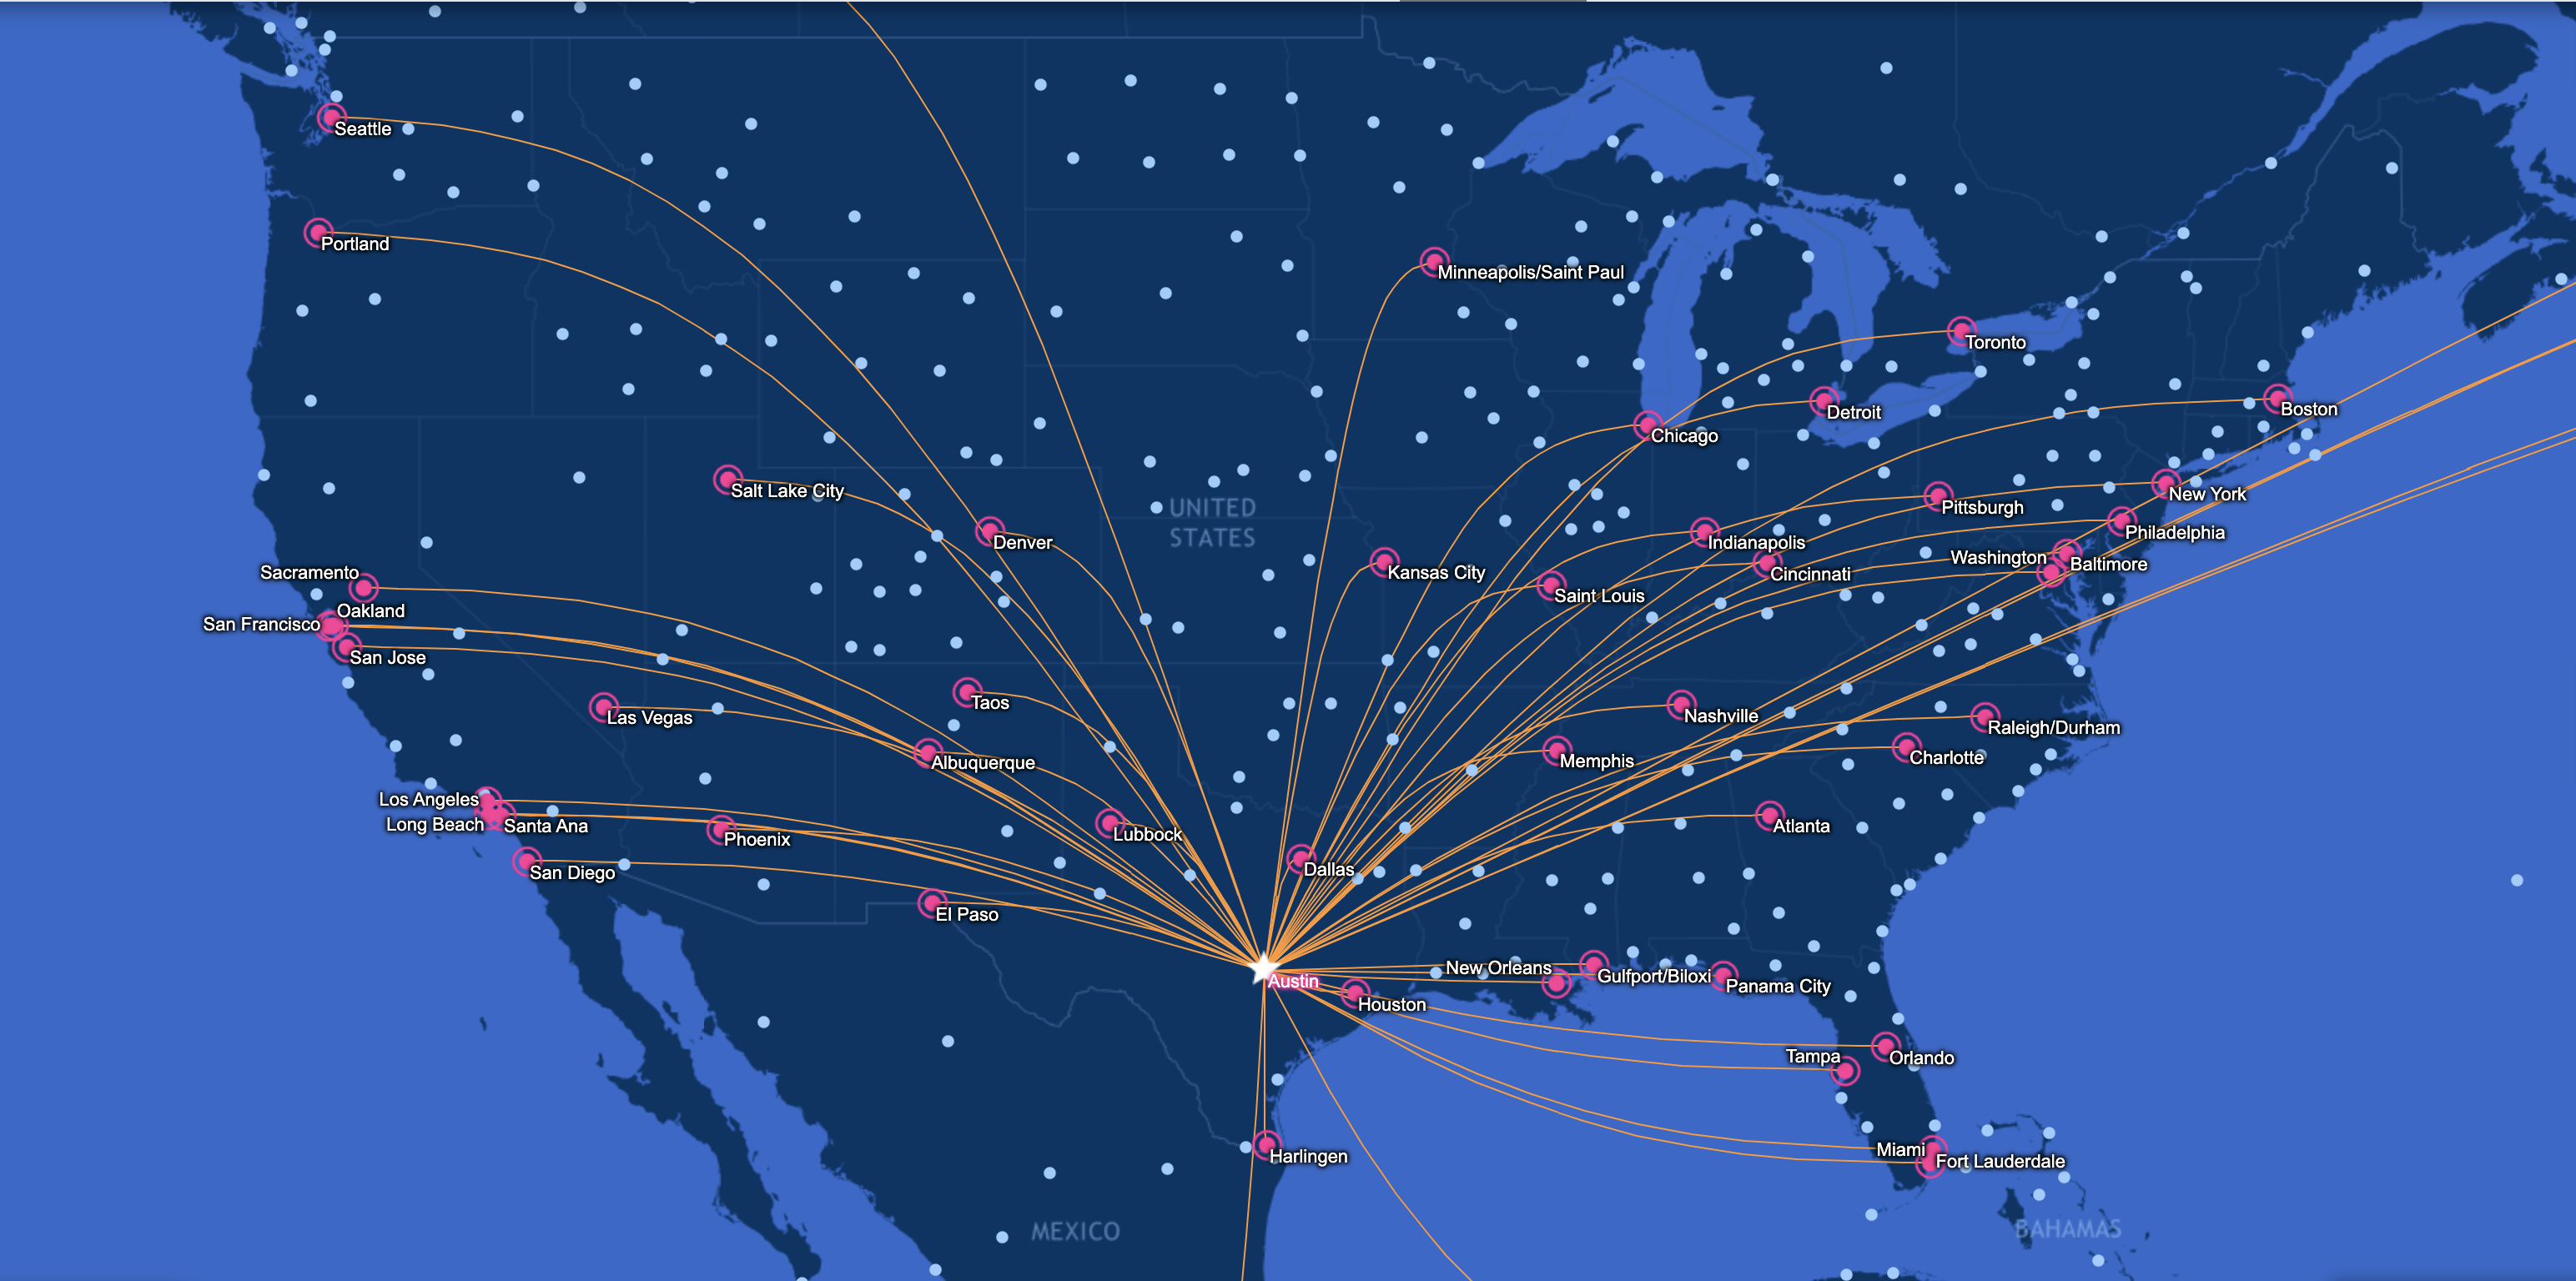 Seattle
Portland
Minneapolis/Saint Paul
Toronto
Detroit
Boston
Chicago
Salt Lake City
New York
UNITED
STATES
Pittsburgh
Denver
Philadelphia
Indianapolis
Washington
Baltimore
Sacramento
Kansas City
Cincinnati
Saint Louis
Oakland
San Francisco
San Jose
Taos
Las Vegas
Nashville
Raleigh/Durham
Albuquerque
Memphis
Charlotte
Los Angeles
Long Beach
Santa Ana
Phoenix
Lubbock
Atlanta
San Diego
Dallas
El Paso
New Orleans
Gulfport/Biloxi
Austin
Panama City
Houston
Tampa
Orlando
Miami
Harlingen
Fort Lauderdale
MEXICO
BAHAMAS